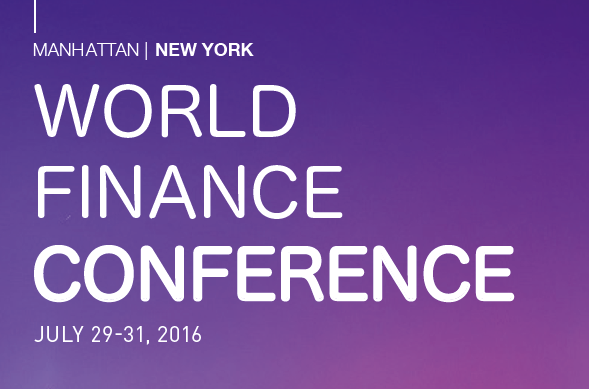 MANHATTAN | NEW YORK
WORLD
FINANCE
CONFERENCE
JULY 29-31, 2016